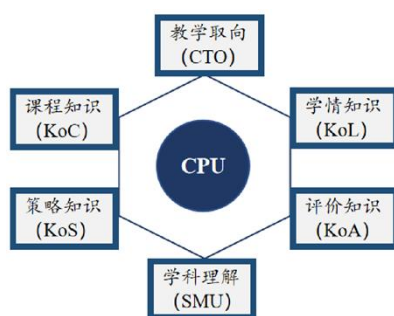 教学取向
(CTO)
课程知识
(KoC)
学情知识
(KoL)
CPU
策略知识
(KoS)
评价知识
(KoA)
学科理解
(SMU)